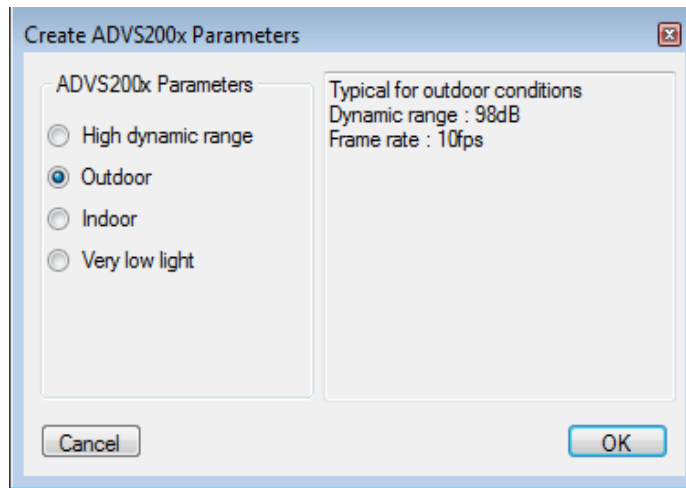 Create ADVS200x Parameters
ADVS200x Parameters
High dynamic range
Outdoor
Indoor
Very low light
Typical for outdoor conditions
Dynamic range : 98dB
Frame rate : 10fps
Cancel
OK